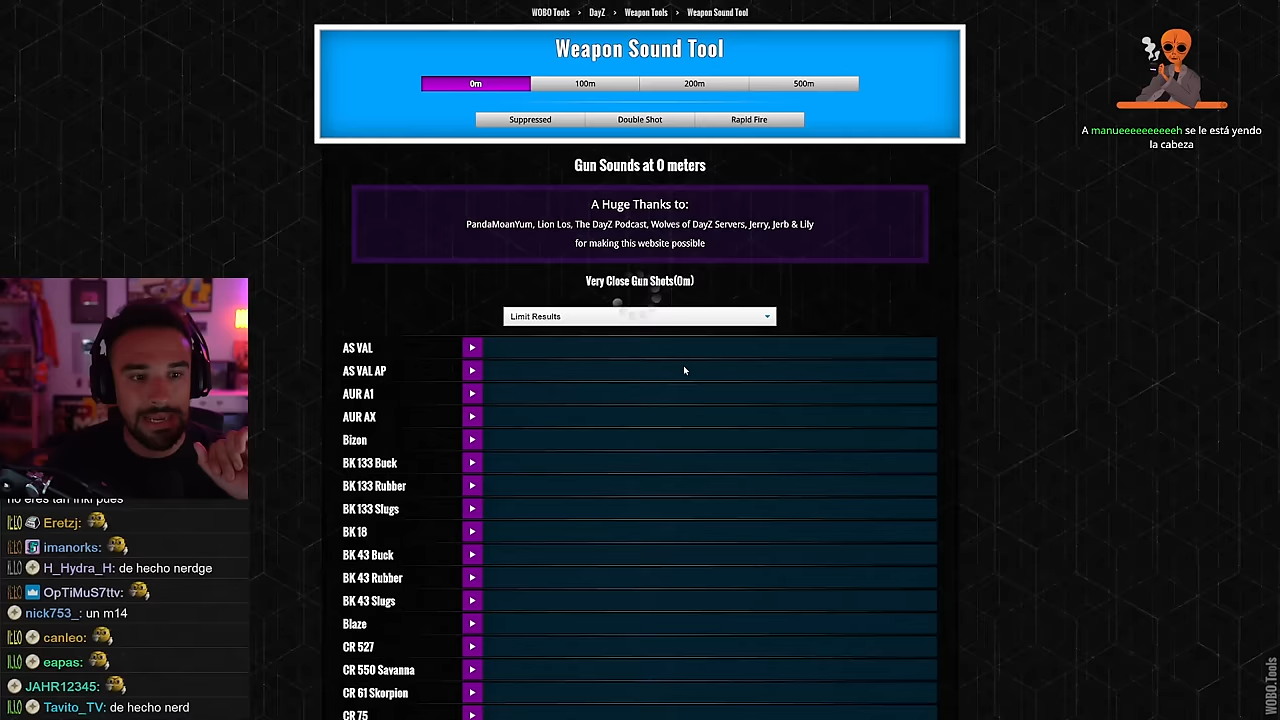 WOBO Tools > DayZ > Weapon Tools > Weapon Sound Tool
Weapon Sound Tool
0m 100m 200m 500m
Suppressed Double Shot Rapid Fire
A manueeeeeeeeeeh se le está yendo
la cabeza
Gun Sounds at 0 meters
A Huge Thanks to:
PandaMoanYum, Lion Los, The DayZ Podcast, Wolves of DayZ Servers, Jerry, Jerb & Lily
for making this website possible
Very Close Gun Shots(0m)
Limit Results
AS VAL
AS VAL AP
AUR A1
AUR AX
Bizon
BK 133 Buck
BK 133 Rubber
BK 133 Slugs
BK 18
BK 43 Buck
BK 43 Rubber
BK 43 Slugs
Blaze
CR 527
CR 550 Savanna
CR 61 Skorpion
CR 75
no eres tan inki pues
Eretzj:
imanorks:
H_Hydra_H: de hecho nerdge
OpTiMuS7ttv:
nick753_: un m14
canleo:
eapas:
JAHR12345:
Tavito_TV: de hecho nerd
WOBO.Tools